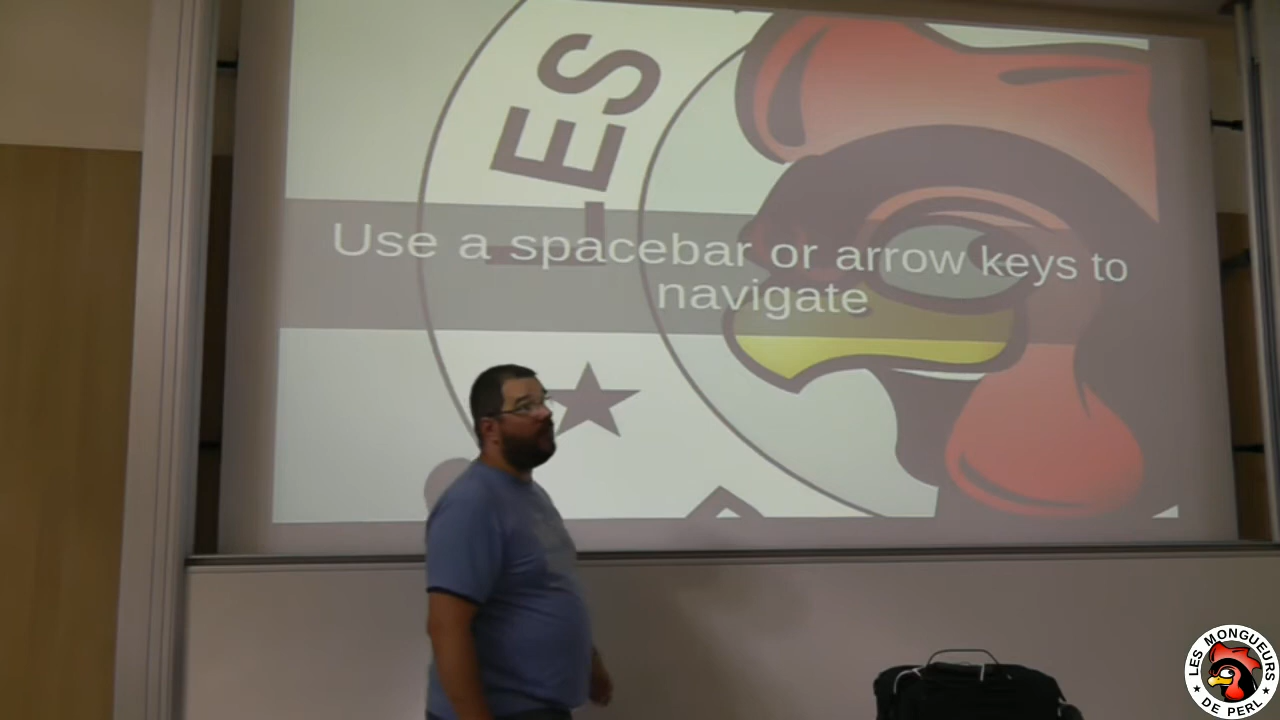 LES
Use a spacebar or arrow keys to
navigate
LES MONGUEURS
DE PERL